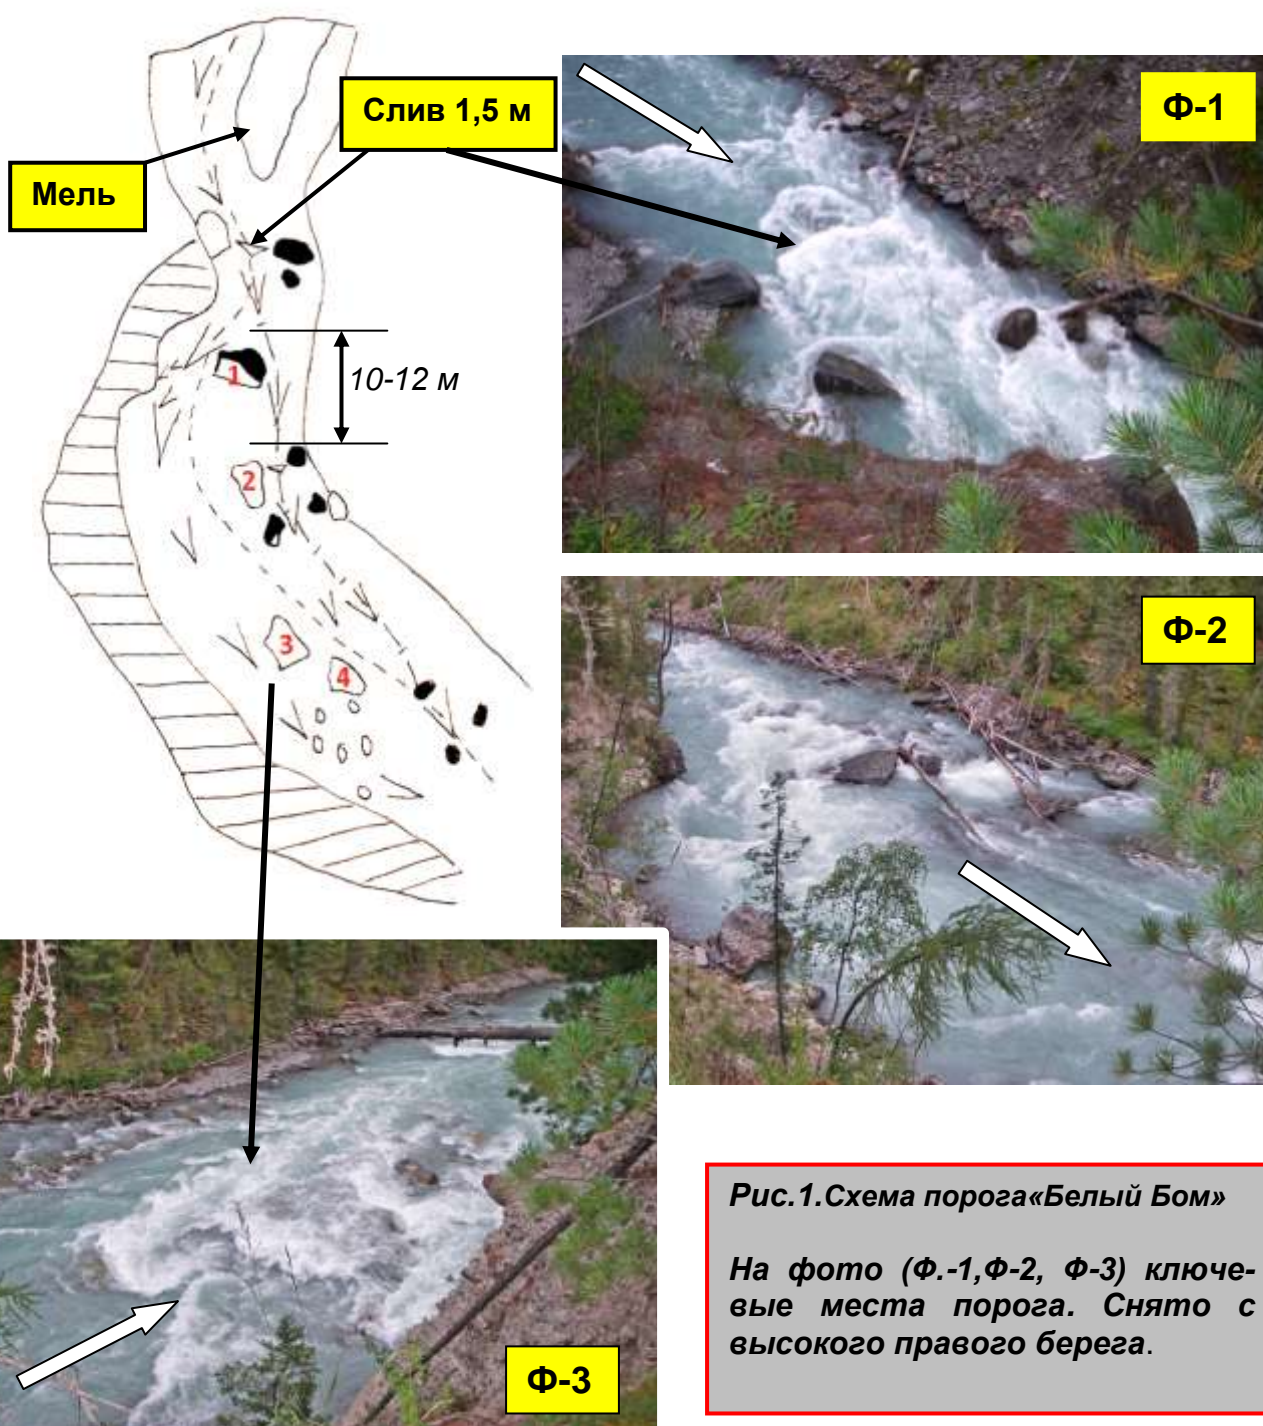 Слив 1,5 м
Ф-1
Мель
1
10-12 м
2
Ф-2
3
4
Ф-3
Рис.1.Схема порога«Белый Бом»
На фото (Ф.-1,Ф-2, Ф-3) ключе-
вые места порога. Снято с
высокого правого берега.